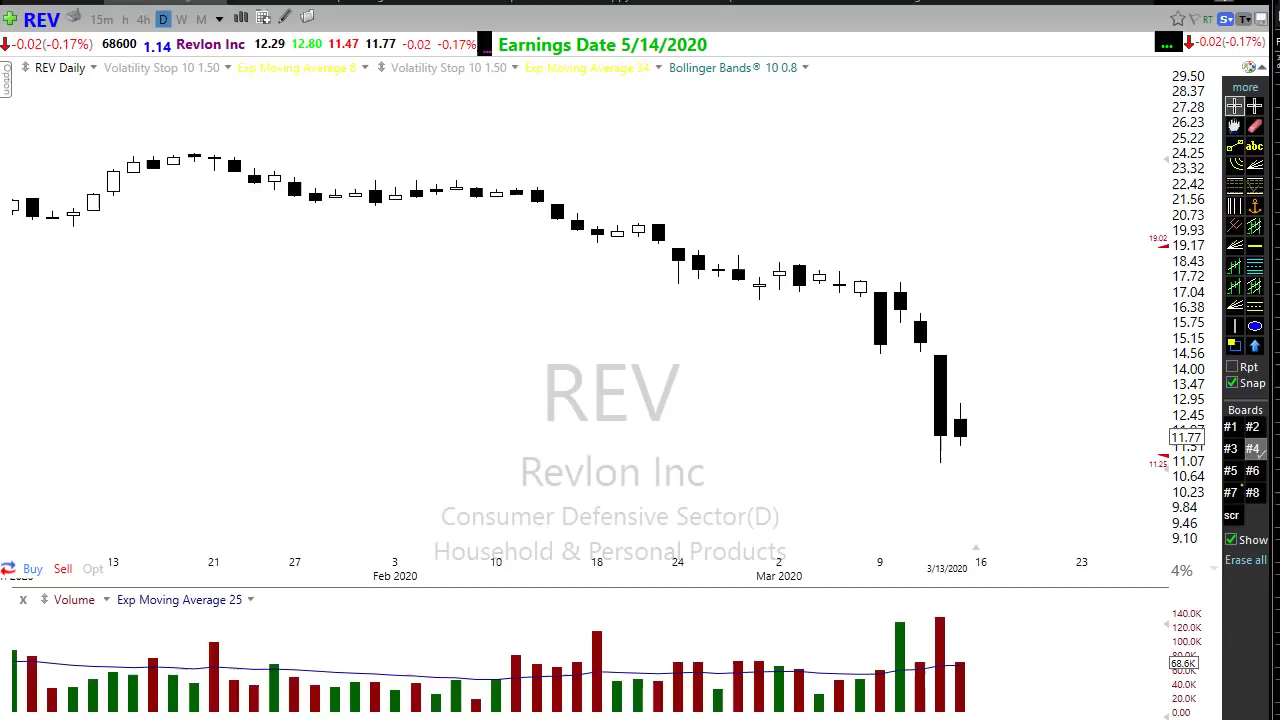 REV 15m h 4h D W M RT S T
-0.02(-0.17%) 68600 1.14 Revlon Inc 12.29 12.80 11.47 11.77 -0.02 -0.17% ... Earnings Date 5/14/2020 ... -0.02(-0.17%)
Option
REV Daily Volatility Stop 10 1.50 Exp Moving Average 8 Volatility Stop 10 1.50 Exp Moving Average 34 Bollinger Bands® 10 0.8
29.50
28.37
27.28
26.23
25.22
24.25
23.32
22.42
21.56
20.73
19.93
19.17
18.43
17.72
17.04
16.38
15.75
15.15
14.56
14.00
13.47
12.95
12.45
11.77
11.07
10.64
10.23
9.84
9.46
9.10
19.02
11.25
more
abc
Rpt
Snap
Boards
#1 #2
#3 #4
#5 #6
#7 #8
scr
Show
Erase all
REV
Revlon Inc
Consumer Defensive Sector(D)
Household & Personal Products
13 21 27 3 10 18 24 2 9 3/13/2020 16 23
Feb 2020 Mar 2020
Buy Sell Opt
4%
x Volume Exp Moving Average 25
140.0K
120.0K
100.0K
68.6K
40.0K
20.0K
0.00